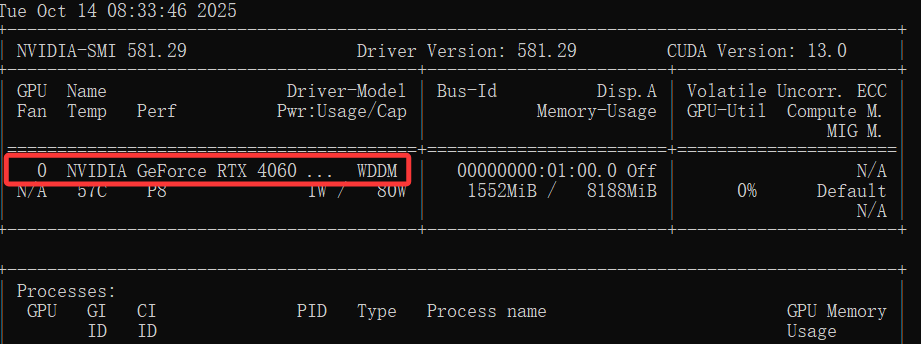 Tue Oct 14 08:33:46 2025
NVIDIA-SMI 581.29 Driver Version: 581.29 CUDA Version: 13.0
GPU Name Driver-Model Bus-Id Disp.A Volatile Uncorr. ECC
Fan Temp Perf Pwr:Usage/Cap Memory-Usage GPU-Util Compute M.
MIG M.
0 NVIDIA GeForce RTX 4060 ... WDDM 00000000:01:00.0 Off N/A
N/A 57C P8 1W / 80W 1552MiB / 8188MiB 0% Default
N/A
Processes:
GPU GI CI PID Type Process name GPU Memory
ID ID Usage